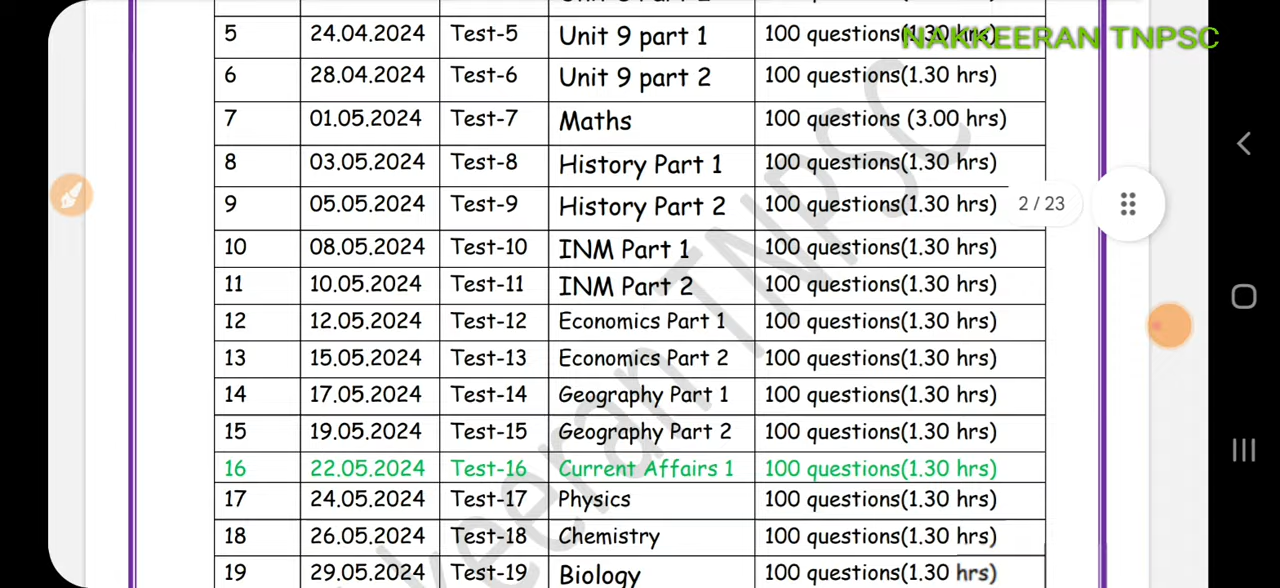 NAKKEERAN TNPSC
5 24.04.2024 Test-5 Unit 9 part 1 100 questions(1.30 hrs)
6 28.04.2024 Test-6 Unit 9 part 2 100 questions(1.30 hrs)
7 01.05.2024 Test-7 Maths 100 questions (3.00 hrs)
8 03.05.2024 Test-8 History Part 1 100 questions(1.30 hrs)
9 05.05.2024 Test-9 History Part 2 100 questions(1.30 hrs)
2 / 23
10 08.05.2024 Test-10 INM Part 1 100 questions(1.30 hrs)
11 10.05.2024 Test-11 INM Part 2 100 questions(1.30 hrs)
12 12.05.2024 Test-12 Economics Part 1 100 questions(1.30 hrs)
13 15.05.2024 Test-13 Economics Part 2 100 questions(1.30 hrs)
14 17.05.2024 Test-14 Geography Part 1 100 questions(1.30 hrs)
15 19.05.2024 Test-15 Geography Part 2 100 questions(1.30 hrs)
16 22.05.2024 Test-16 Current Affairs 1 100 questions(1.30 hrs)
17 24.05.2024 Test-17 Physics 100 questions(1.30 hrs)
18 26.05.2024 Test-18 Chemistry 100 questions(1.30 hrs)
19 29.05.2024 Test-19 Biology 100 questions(1.30 hrs)
keeran TNPSC